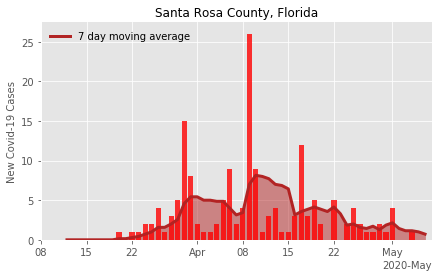 Santa Rosa County, Florida
7 day moving average
New Covid-19 Cases
25
20
15
10
5
0
08 15 22 Apr 08 15 22 May
2020-May